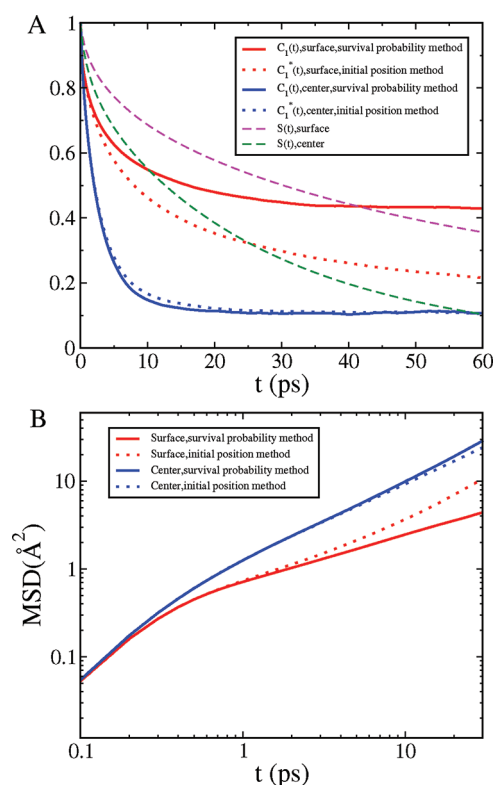 A
1
0.8
0.6
0.4
0.2
0
0 10 20 30 40 50 60
t (ps)
C₁(t),surface,survival probability method
C₁*(t),surface,initial position method
C₁(t),center,survival probability method
C₁*(t),center,initial position method
S(t),surface
S(t),center
B
MSD(Å²)
10
1
0.1
0.1 1 10
t (ps)
Surface,survival probability method
Surface,initial position method
Center,survival probability method
Center,initial position method